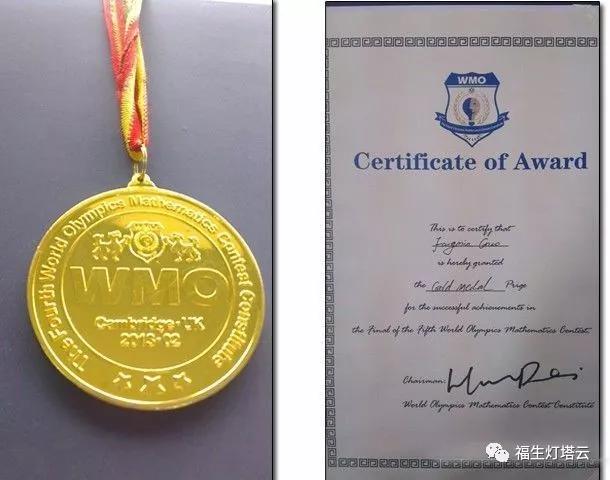 The Fourth World Olympics Mathematics Contest Constitute
WMO
Cambridge·UK
2013·02
WMO
Certificate of Award
This is to certify that
is hereby granted
the Gold Medal Prize
for the successful achievements in
the Final of the Fifth World Olympics Mathematics Contest.
Chairman:
World Olympics Mathematics Contest Constitute
福生灯塔云